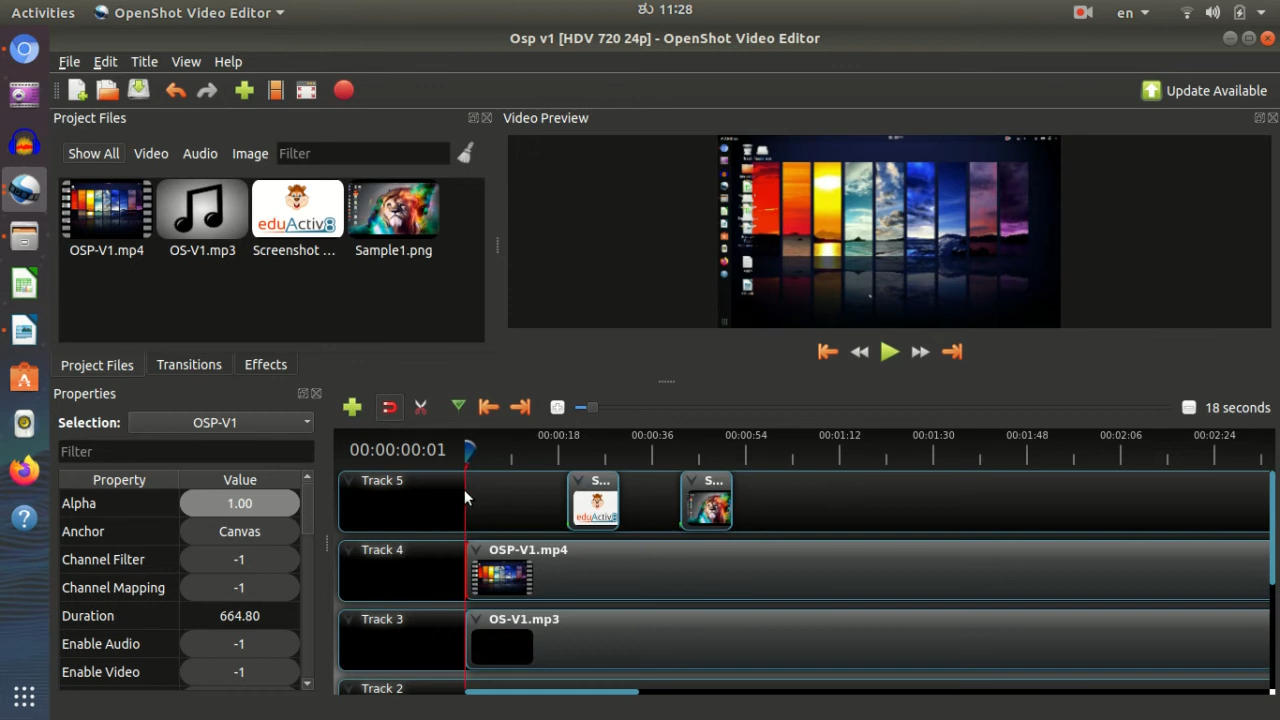 Activities
OpenShot Video Editor
ಶು 11:28
en
Osp v1 [HDV 720 24p] - OpenShot Video Editor
File Edit Title View Help
Update Available
Project Files
Video Preview
Show All Video Audio Image Filter
eduActiv8
OSP-V1.mp4 OS-V1.mp3 Screenshot ... Sample1.png
Project Files Transitions Effects
Properties
Selection: OSP-V1
18 seconds
Filter
00:00:00:01
00:00:18 00:00:36 00:00:54 00:01:12 00:01:30 00:01:48 00:02:06 00:02:24
Property Value
Alpha 1.00
Anchor Canvas
Channel Filter -1
Channel Mapping -1
Duration 664.80
Enable Audio -1
Enable Video -1
Track 5
S... S...
eduActiv8
Track 4
OSP-V1.mp4
Track 3
OS-V1.mp3
Track 2